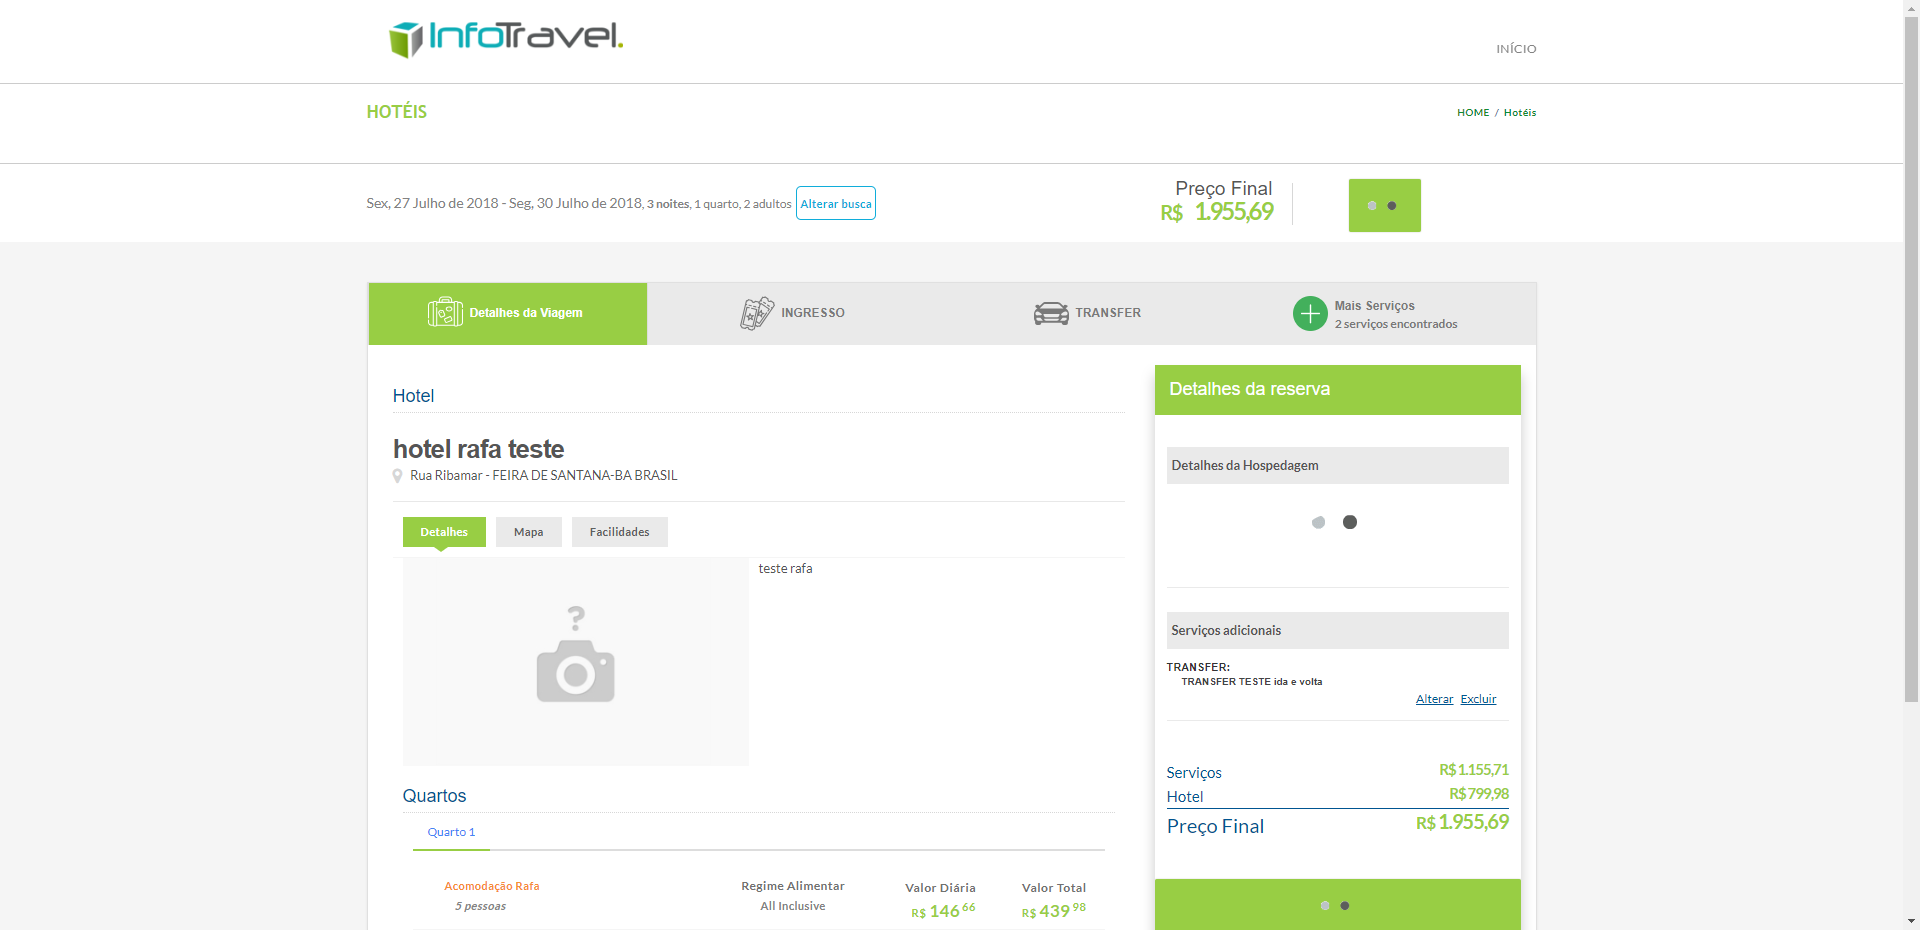 InfoTravel.
INÍCIO
HOTÉIS
HOME / Hotéis
Sex, 27 Julho de 2018 - Seg, 30 Julho de 2018, 3 noites, 1 quarto, 2 adultos
Alterar busca
Preço Final
R$ 1.955,69
Detalhes da Viagem
INGRESSO
TRANSFER
Mais Serviços
2 serviços encontrados
Hotel
hotel rafa teste
Rua Ribamar - FEIRA DE SANTANA-BA BRASIL
Detalhes
Mapa
Facilidades
?
teste rafa
Quartos
Quarto 1
Acomodação Rafa
5 pessoas
Regime Alimentar
All Inclusive
Valor Diária
R$ 146 66
Valor Total
R$ 439 98
Detalhes da reserva
Detalhes da Hospedagem
Serviços adicionais
TRANSFER:
TRANSFER TESTE ida e volta
Alterar Excluir
Serviços R$ 1.155,71
Hotel R$ 799,98
Preço Final R$ 1.955,69